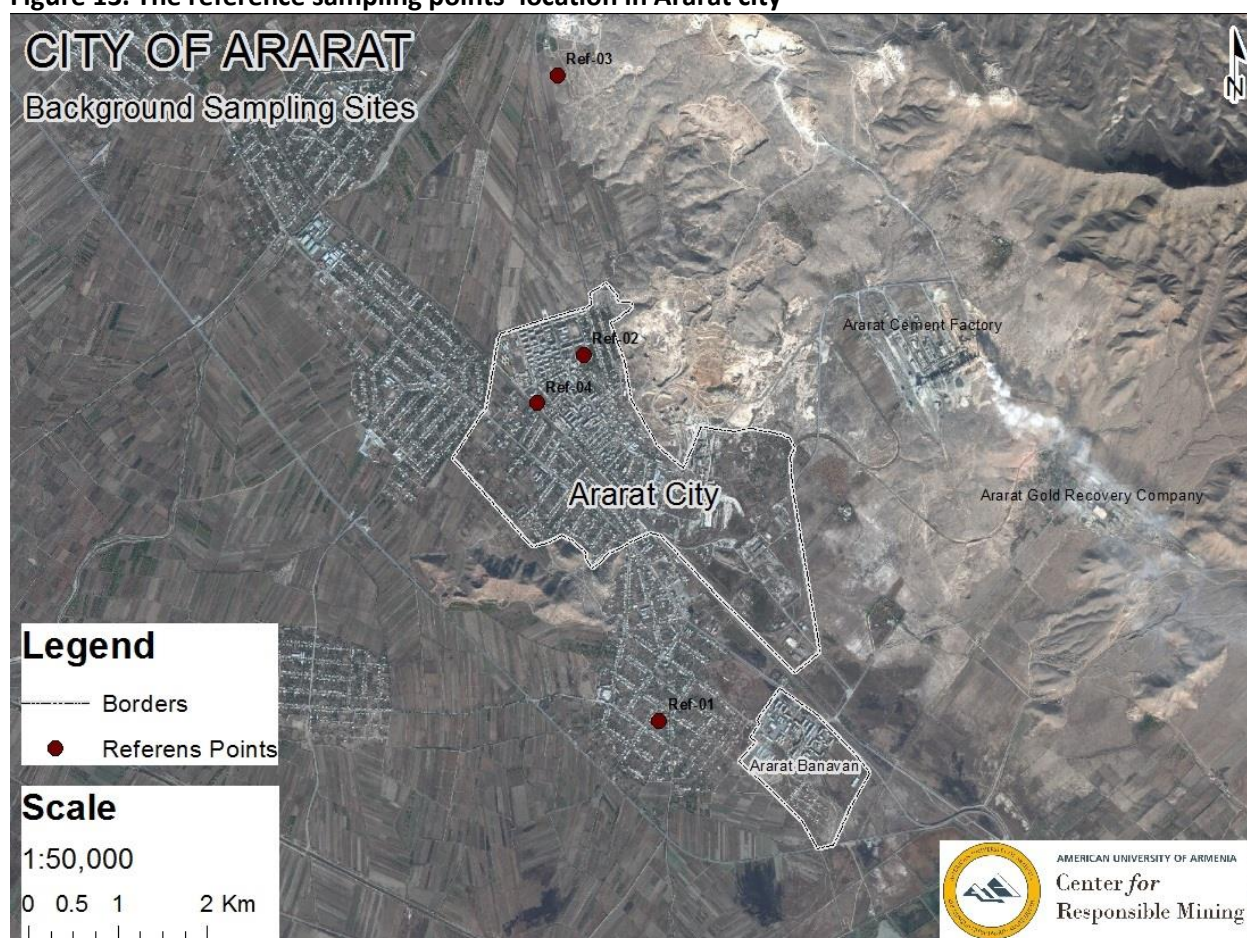 Figure 13. The reference sampling points' location in Ararat city
CITY OF ARARAT
Background Sampling Sites
Ref-03
N
Ararat Cement Factory
Ref-02
Ref-04
Ararat City
Ararat Gold Recovery Company
Ref-01
Ararat Banavan
Legend
Borders
Referens Points
Scale
1:50,000
0 0.5 1 2 Km
AMERICAN UNIVERSITY OF ARMENIA
Center for
Responsible Mining